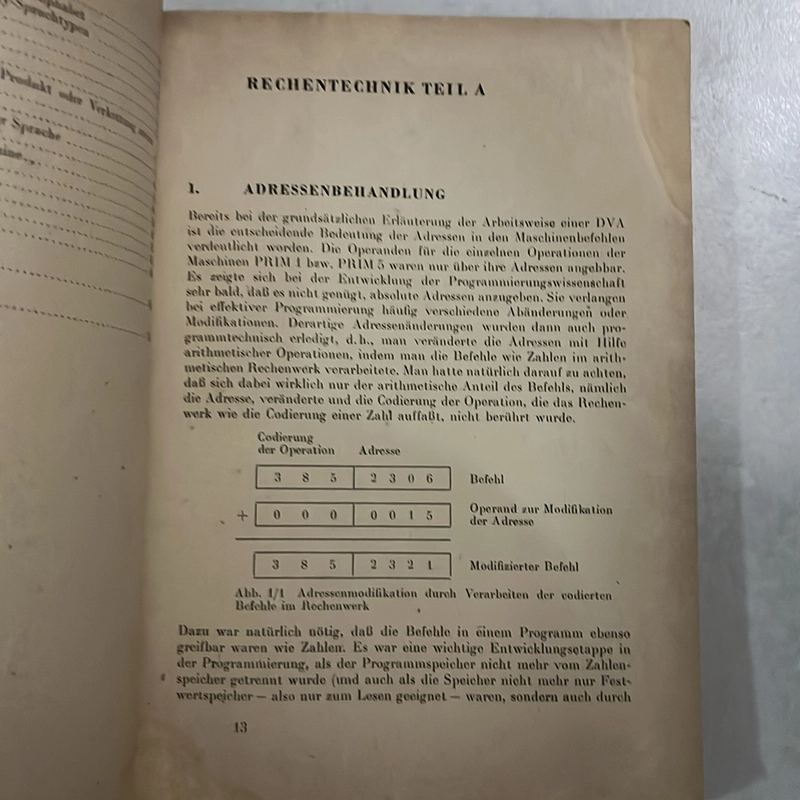 -Sprachtypen
Produkt oder Verkettung
Sprache
RECHENTECHNIK TEIL A
1. ADRESSENBEHANDLUNG
Bereits bei der grundsätzlichen Erläuterung der Arbeitsweise einer DVA
ist die entscheidende Bedeutung der Adressen in den Maschinenbefehlen
verdeutlicht worden. Die Operanden für die einzelnen Operationen der
Maschinen PRIM 1 bzw. PRIM 5 waren nur über ihre Adressen angebbar.
Es zeigte sich bei der Entwicklung der Programmierungswissenschaft
sehr bald, daß es nicht genügt, absolute Adressen anzugeben. Sie verlangen
bei effektiver Programmierung häufig verschiedene Abänderungen oder
Modifikationen. Derartige Adressenänderungen wurden dann auch pro-
grammtechnisch erledigt, d.h., man veränderte die Adressen mit Hilfe
arithmetischer Operationen, indem man die Befehle wie Zahlen im arith-
metischen Rechenwerk verarbeitete. Man hatte natürlich darauf zu achten,
daß sich dabei wirklich nur der arithmetische Anteil des Befehls, nämlich
die Adresse, veränderte und die Codierung der Operation, die das Rechen-
werk wie die Codierung einer Zahl auffaßt, nicht berührt wurde.
Codierung
der Operation Adresse
3 8 5 2 3 0 6 Befehl
+ 0 0 0 0 0 1 5 Operand zur Modifikation
der Adresse
3 8 5 2 3 2 1 Modifizierter Befehl
Abb. 1/1 Adressenmodifikation durch Verarbeiten der codierten
Befehle im Rechenwerk
Dazu war natürlich nötig, daß die Befehle in einem Programm ebenso
greifbar waren wie Zahlen. Es war eine wichtige Entwicklungsetappe in
der Programmierung, als der Programmspeicher nicht mehr vom Zahlen-
speicher getrennt wurde (und auch als die Speicher nicht mehr nur Fest-
wertspeicher — also nur zum Lesen geeignet — waren, sondern auch durch
13